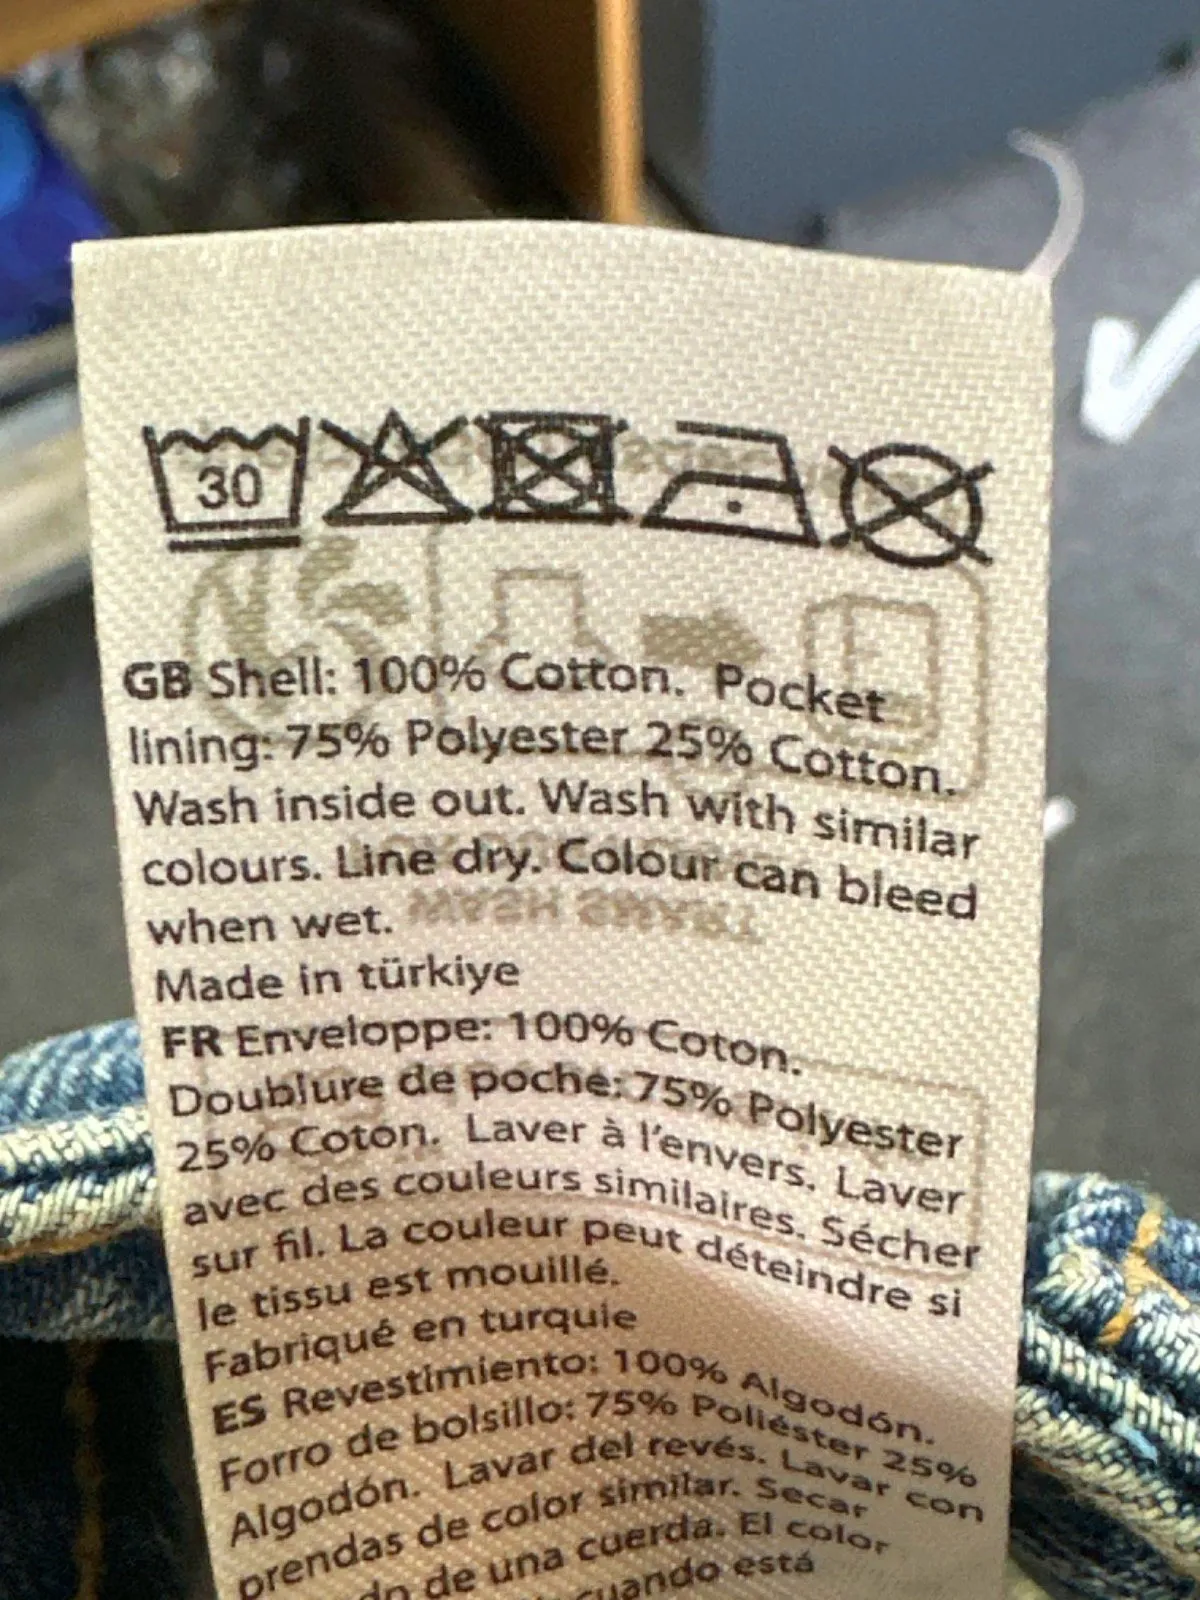 30
GB Shell: 100% Cotton. Pocket
lining: 75% Polyester 25% Cotton.
Wash inside out. Wash with similar
colours. Line dry. Colour can bleed
when wet.
Made in türkiye
FR Enveloppe: 100% Coton.
Doublure de poche: 75% Polyester
25% Coton. Laver à l'envers. Laver
avec des couleurs similaires. Sécher
sur fil. La couleur peut déteindre si
le tissu est mouillé.
Fabriqué en turquie
ES Revestimiento: 100% Algodón.
Forro de bolsillo: 75% Poliéster 25%
Algodón. Lavar del revés. Lavar con
prendas de color similar. Secar
de una cuerda. El color
cuando está